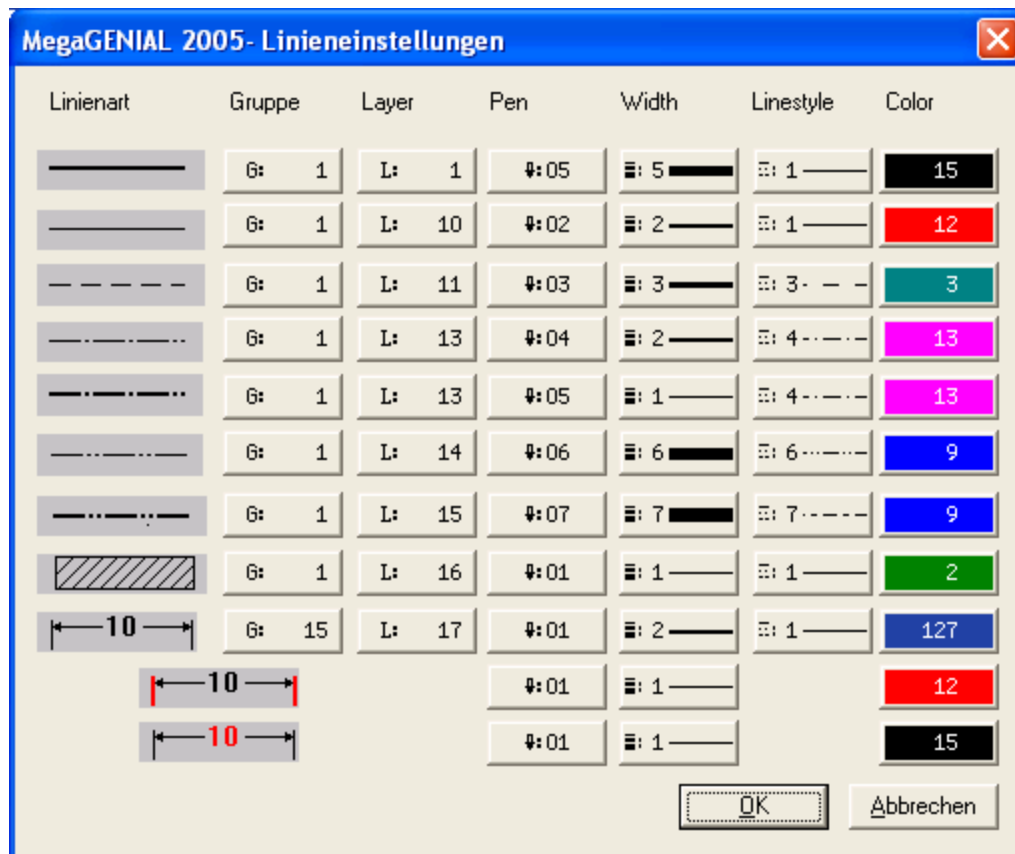 MegaGENIAL 2005- Linieneinstellungen
Linienart Gruppe Layer Pen Width Linestyle Color
G: 1 L: 1 :05 : 5 : 1 15
G: 1 L: 10 :02 : 2 : 1 12
G: 1 L: 11 :03 : 3 : 3 3
G: 1 L: 13 :04 : 2 : 4 13
G: 1 L: 13 :05 : 1 : 4 13
G: 1 L: 14 :06 : 6 : 6 9
G: 1 L: 15 :07 : 7 : 7 9
G: 1 L: 16 :01 : 1 : 1 2
10 G: 15 L: 17 :01 : 2 : 1 127
10 :01 : 1 12
10 :01 : 1 15
OK Abbrechen